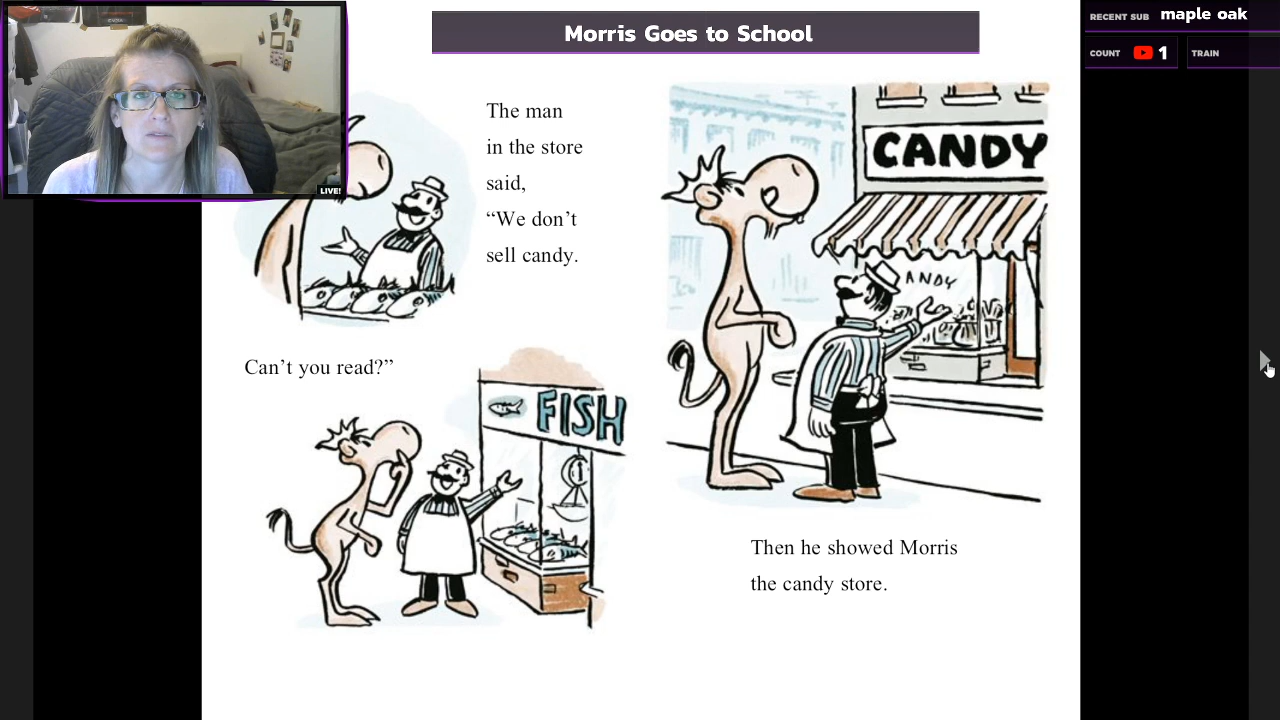 Morris Goes to School
RECENT SUB maple oak
COUNT 1 TRAIN
LIVE!
The man
in the store
said,
“We don’t
sell candy.
Can’t you read?”
FISH
CANDY
ANDY
Then he showed Morris
the candy store.